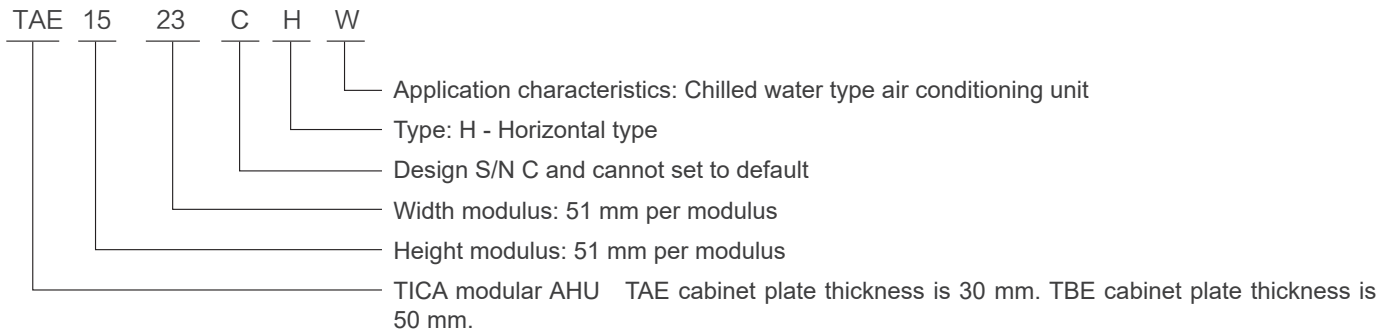 TAE 15 23 C H W
Application characteristics: Chilled water type air conditioning unit
Type: H - Horizontal type
Design S/N C and cannot set to default
Width modulus: 51 mm per modulus
Height modulus: 51 mm per modulus
TICA modular AHU TAE cabinet plate thickness is 30 mm. TBE cabinet plate thickness is
50 mm.